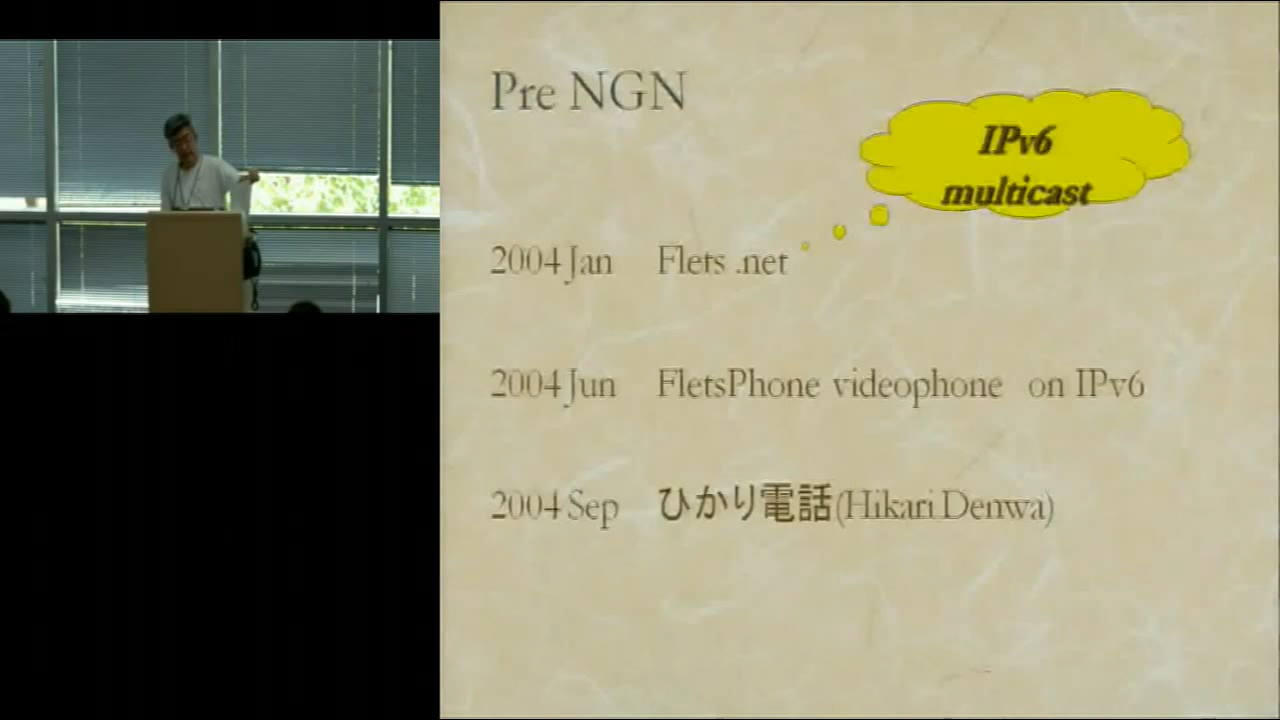 Pre NGN
IPv6
multicast
2004 Jan Flets .net
2004 Jun FletsPhone videophone on IPv6
2004 Sep ひかり電話(Hikari Denwa)